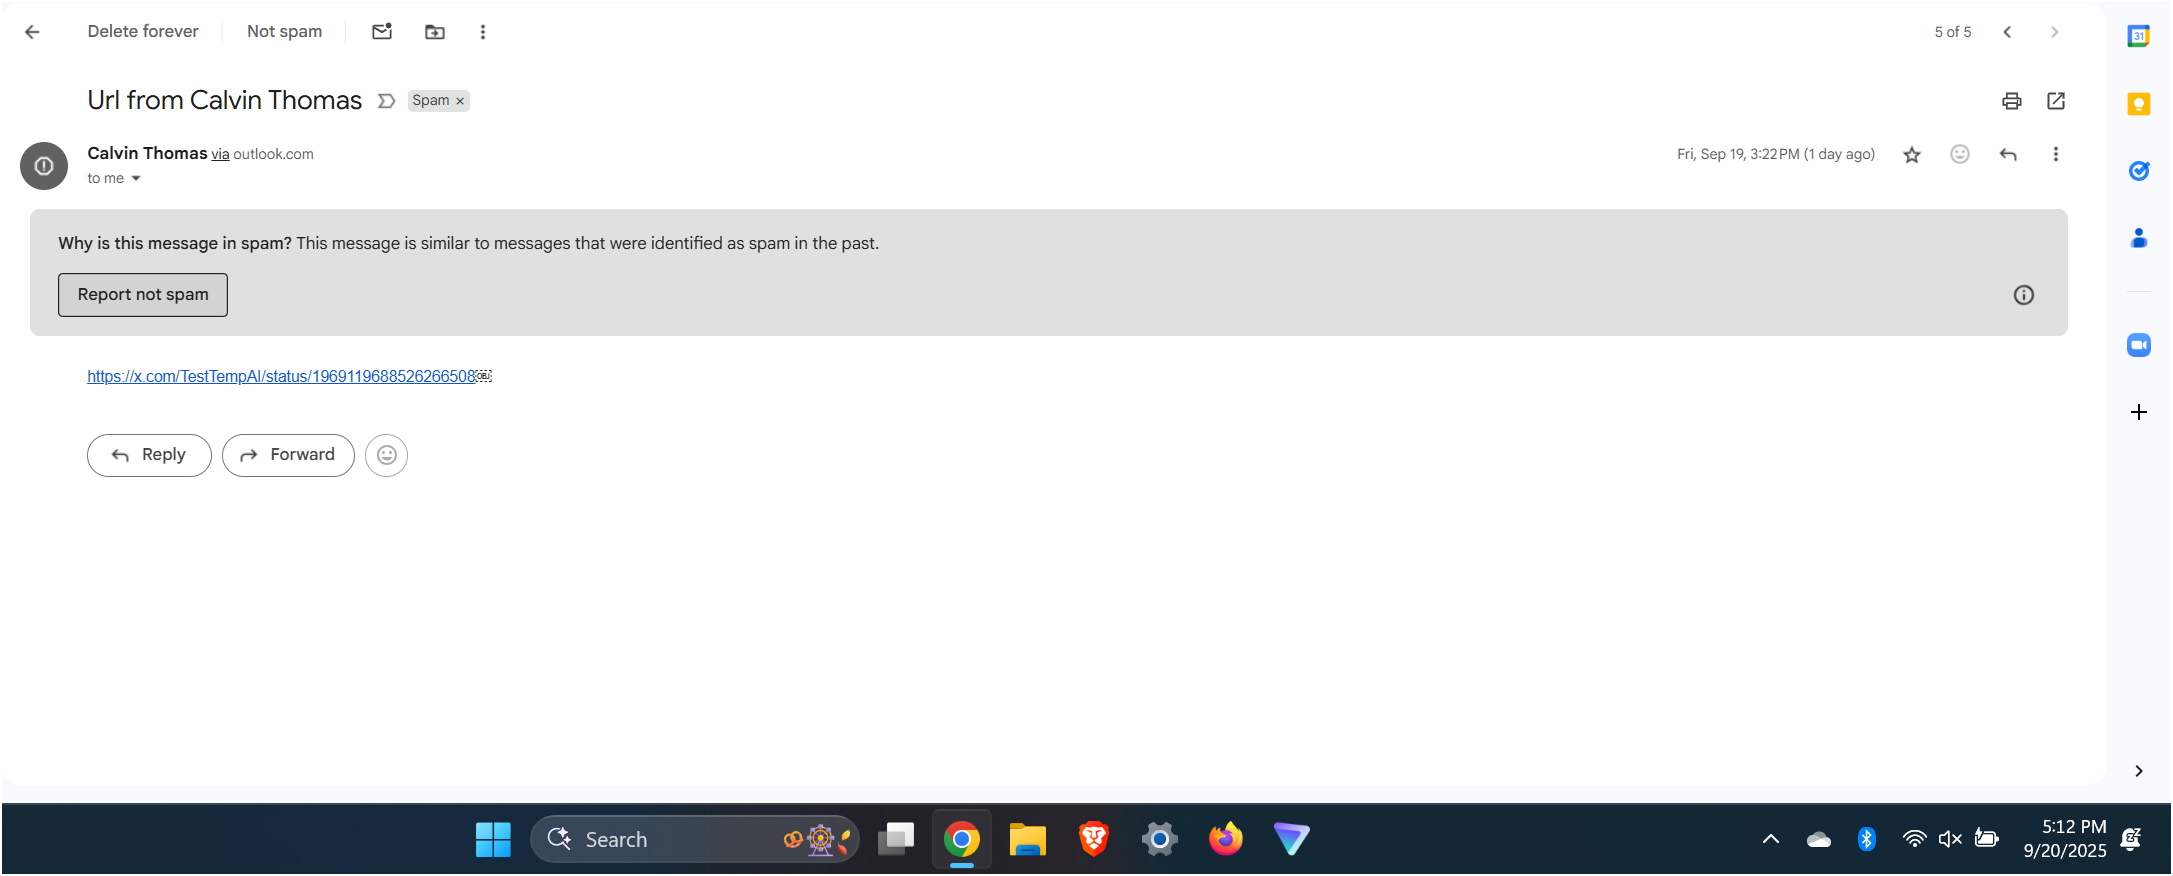 Delete forever
Not spam
5 of 5
31
Url from Calvin Thomas
Spam ×
Calvin Thomas via outlook.com
Fri, Sep 19, 3:22 PM (1 day ago)
to me
Why is this message in spam? This message is similar to messages that were identified as spam in the past.
Report not spam
https://x.com/TestTempAI/status/1969119688526266508￼
Reply
Forward
Search
5:12 PM
9/20/2025